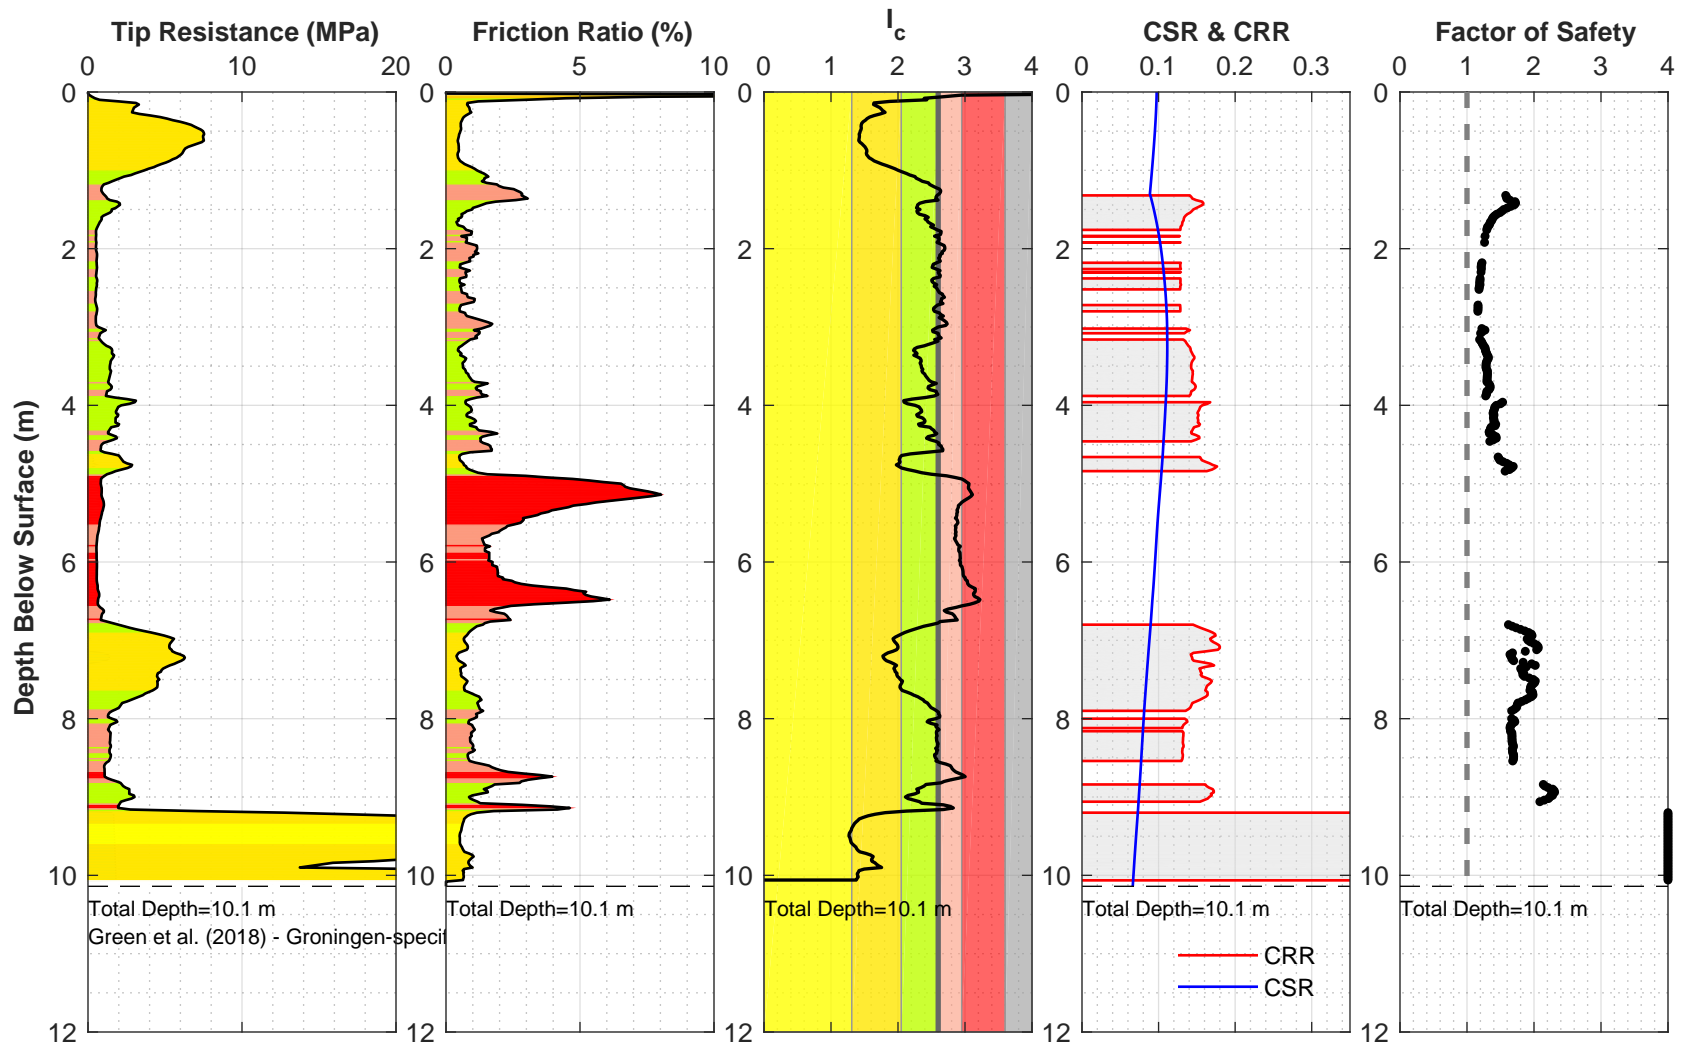 Tip Resistance (MPa)
Friction Ratio (%)
I_c
CSR & CRR
Factor of Safety
0 10 20
0 5 10
0 1 2 3 4
0 0.1 0.2 0.3
0 1 2 3 4
Depth Below Surface (m)
0 0 0 0 0
2 2 2 2 2
4 4 4 4 4
6 6 6 6 6
8 8 8 8 8
10 10 10 10 10
12 12 12 12 12
Total Depth=10.1 m
Green et al. (2018) - Groningen-specif
Total Depth=10.1 m
Total Depth=10.1 m
Total Depth=10.1 m
CRR
CSR
Total Depth=10.1 m